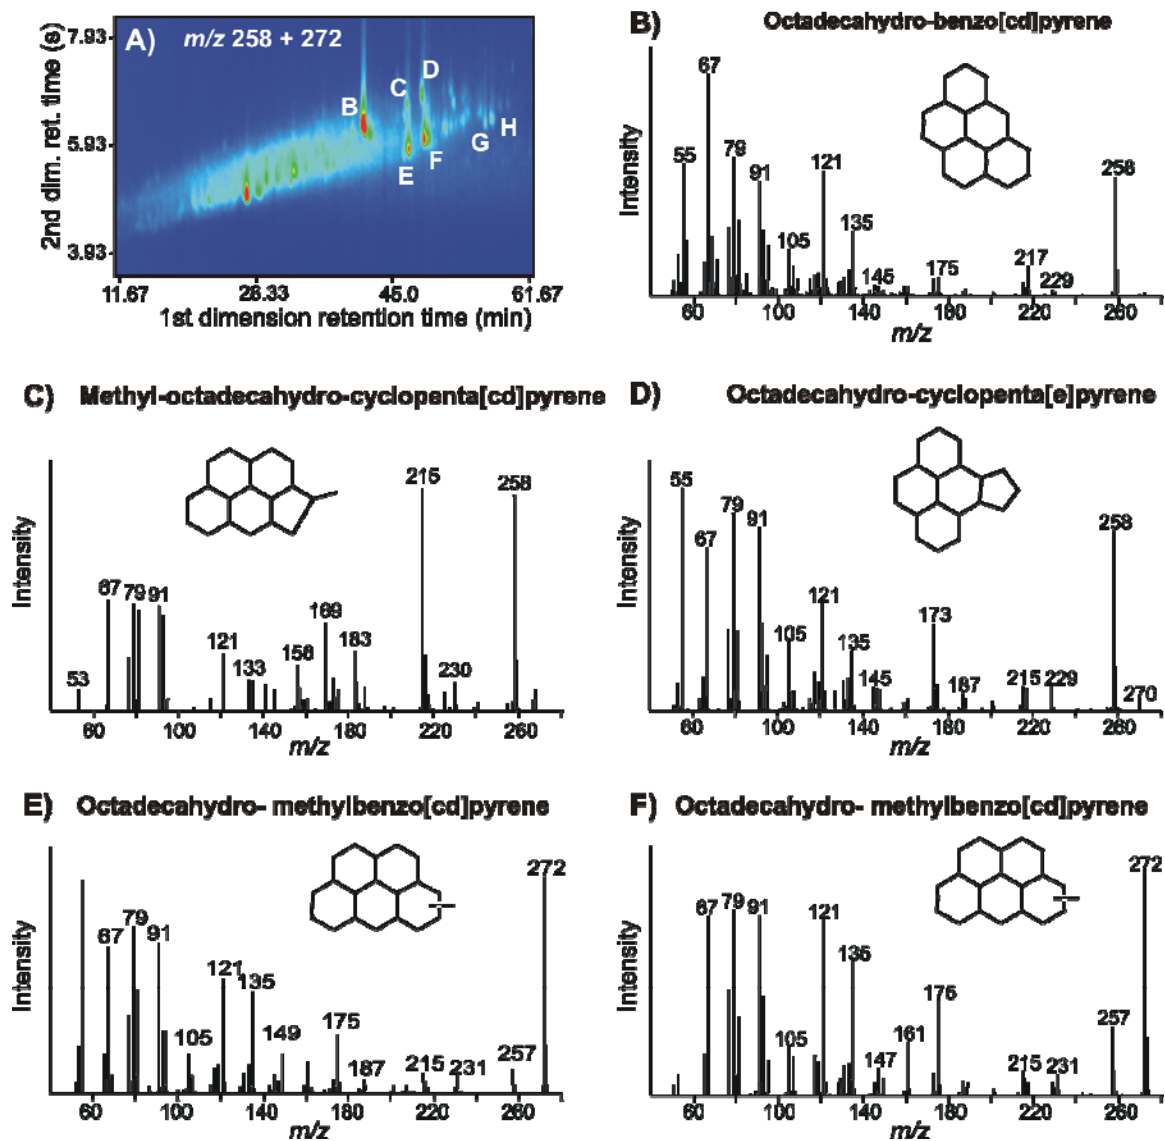 A) m/z 258 + 272
B
C
D
E
F
G
H
7.93
5.93
3.93
2nd dim. ret. time (s)
11.67 28.33 45.0 61.67
1st dimension retention time (min)
B) Octadecahydro-benzo[cd]pyrene
Intensity
55 67 79 91 105 121 135 145 175 217 229 258
60 100 140 180 220 260
m/z
C) Methyl-octadecahydro-cyclopenta[cd]pyrene
Intensity
53 67 79 91 121 133 156 169 183 215 230 258
60 100 140 180 220 260
m/z
D) Octadecahydro-cyclopenta[e]pyrene
Intensity
55 67 79 91 105 121 135 145 173 187 215 229 258 270
60 100 140 180 220 260
m/z
E) Octadecahydro- methylbenzo[cd]pyrene
Intensity
67 79 91 105 121 135 149 175 187 215 231 257 272
60 100 140 180 220 260
m/z
F) Octadecahydro- methylbenzo[cd]pyrene
Intensity
67 79 91 105 121 135 147 161 175 215 231 257 272
60 100 140 180 220 260
m/z